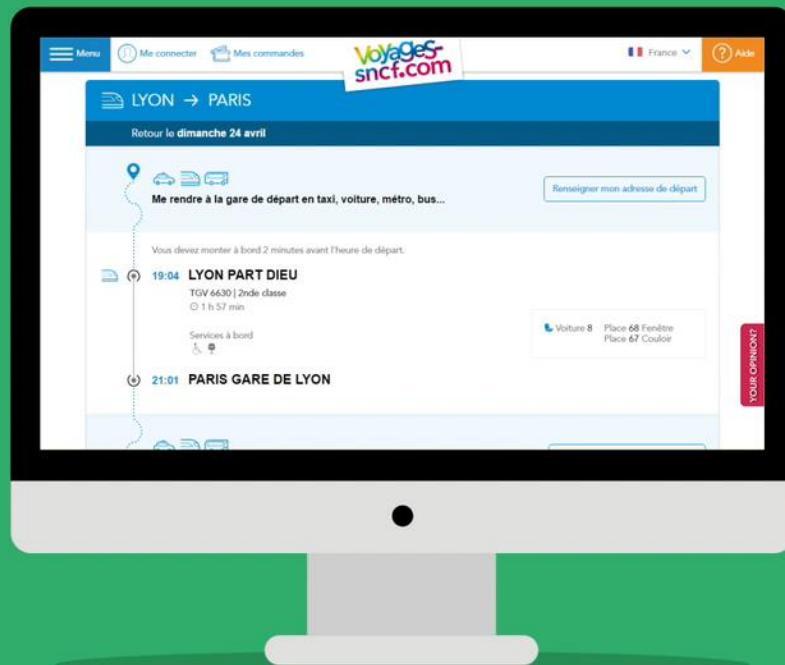 Menu
Me connecter
Mes commandes
Voyages-
sncf.com
France
? Aide
LYON → PARIS
Retour le dimanche 24 avril
Me rendre à la gare de départ en taxi, voiture, métro, bus...
Renseigner mon adresse de départ
Vous devez monter à bord 2 minutes avant l'heure de départ.
19:04 LYON PART DIEU
TGV 6630 | 2nde classe
1 h 57 min
Services à bord
Voiture 8 Place 68 Fenêtre
Place 67 Couloir
21:01 PARIS GARE DE LYON
YOUR OPINION?